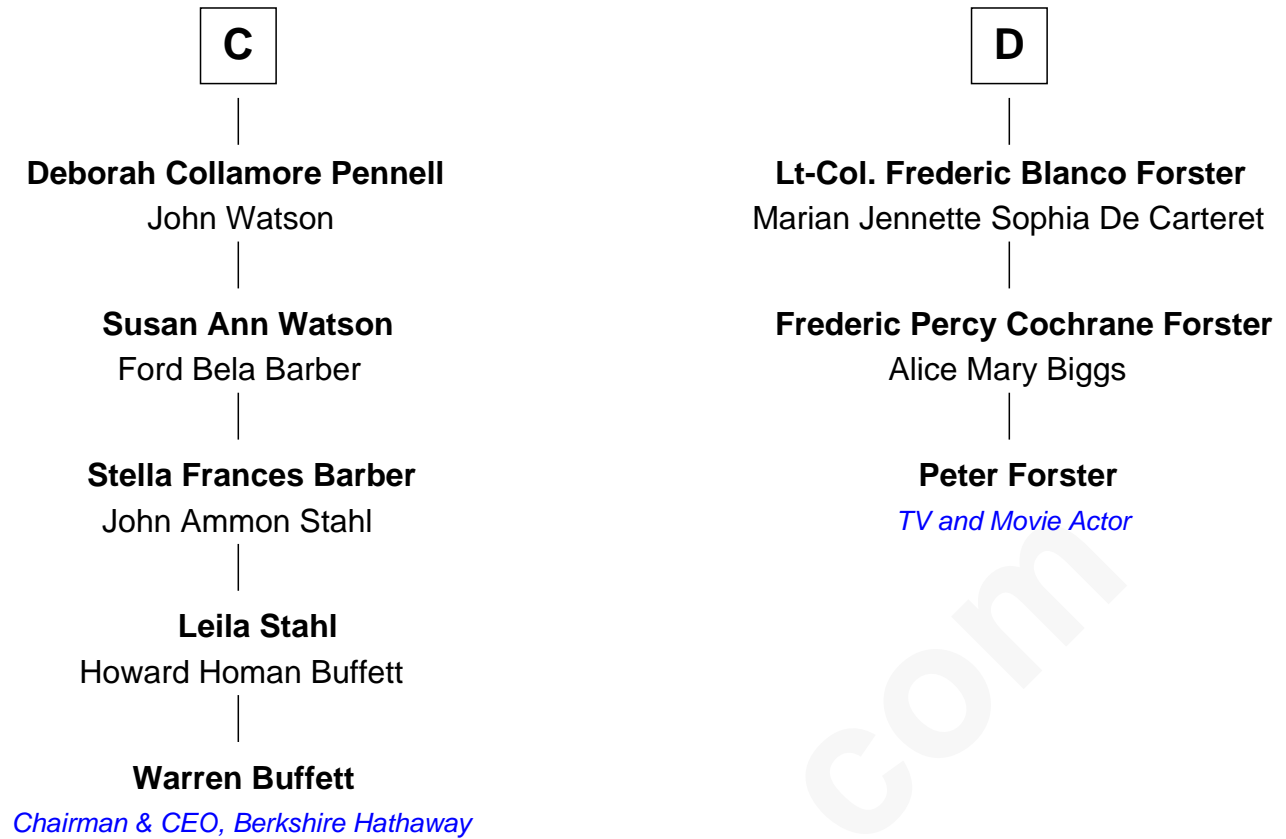 C
Deborah Collamore Pennell
John Watson
Susan Ann Watson
Ford Bela Barber
Stella Frances Barber
John Ammon Stahl
Leila Stahl
Howard Homan Buffett
Warren Buffett
Chairman & CEO, Berkshire Hathaway
D
Lt-Col. Frederic Blanco Forster
Marian Jennette Sophia De Carteret
Frederic Percy Cochrane Forster
Alice Mary Biggs
Peter Forster
TV and Movie Actor
com